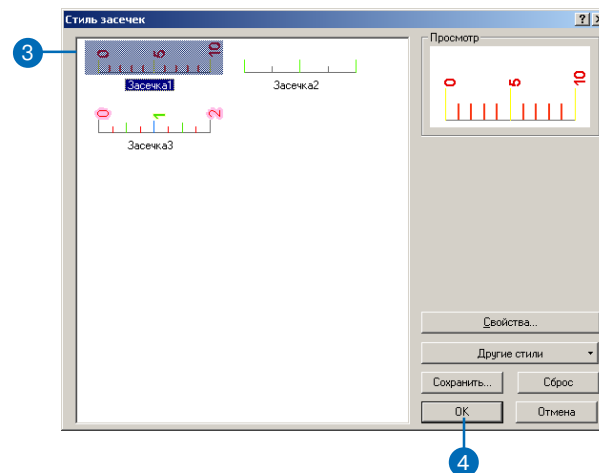 Стиль засечек
? ×
3
0 5 10
Засечка1
Засечка2
0 1 2
Засечка3
Просмотр
0 5 10
Свойства...
Другие стили
Сохранить... Сброс
OK Отмена
4